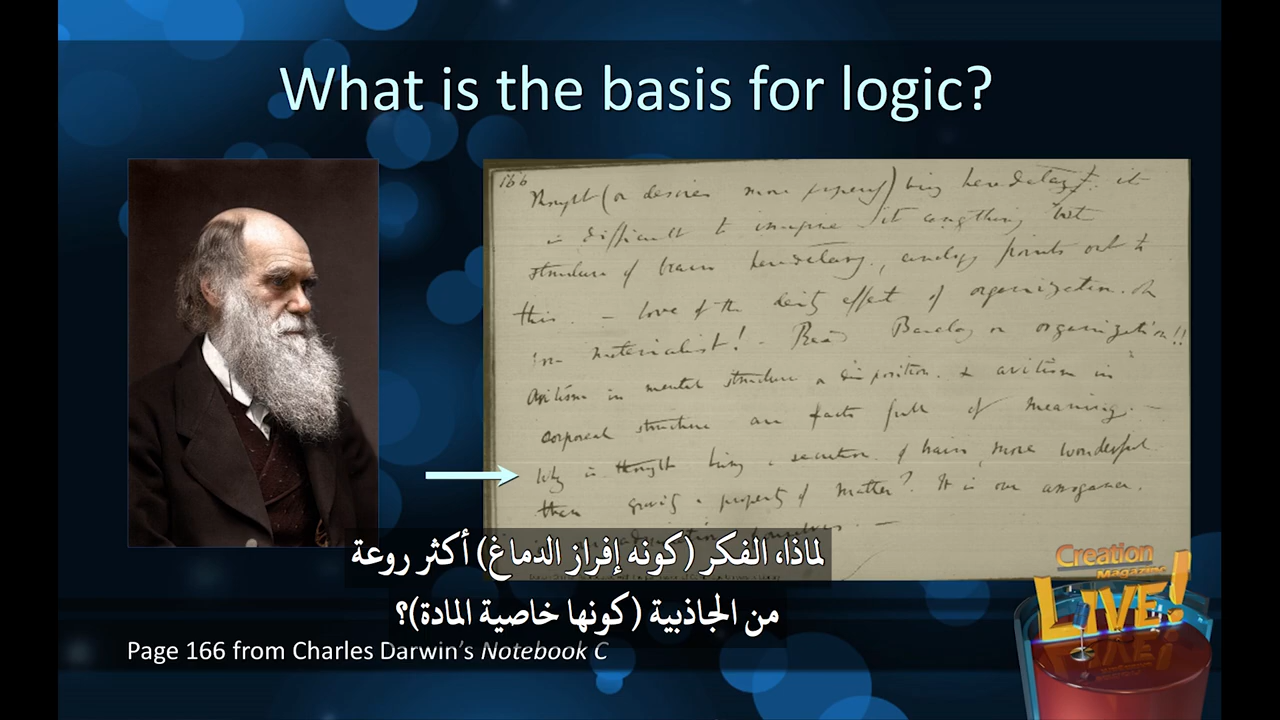 What is the basis for logic?
166
Thought (or desires more properly) being hereditary. it
is difficult to imagine it anything but
structure of brain hereditary, analogy points out to
this. - love of the deity effect of organization. oh
you materialist! - Read Barclay on organization!!
Avitism in mental structure or disposition. & avitism in
corporeal structure are facts full of meaning. -
Why is thought being a secretion of brain, more wonderful
than gravity a property of matter? It is our arrogance.
ourselves. -
لماذا، الفكر (كونه إفراز الدماغ) أكثر روعة
من الجاذبية (كونها خاصية المادة)؟
Page 166 from Charles Darwin's Notebook C
Creation
Magazine
LIVE!